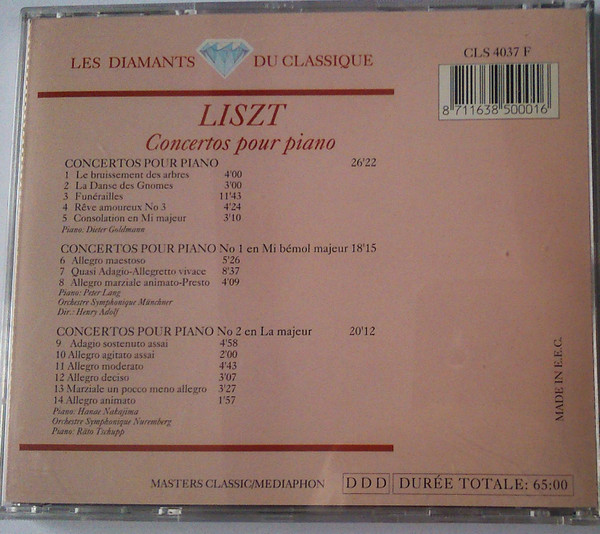 LES DIAMANTS DU CLASSIQUE
CLS 4037 F
8 711638 500016
LISZT
Concertos pour piano
CONCERTOS POUR PIANO 26'22
1 Le bruissement des arbres 4'00
2 La Danse des Gnomes 3'00
3 Funérailles 11'43
4 Rêve amoureux No 3 4'24
5 Consolation en Mi majeur 3'10
Piano: Dieter Goldmann
CONCERTOS POUR PIANO No 1 en Mi bémol majeur 18'15
6 Allegro maestoso 5'26
7 Quasi Adagio-Allegretto vivace 8'37
8 Allegro marziale animato-Presto 4'09
Piano: Peter Lang
Orchestre Symphonique Münchner
Dir.: Henry Adolf
CONCERTOS POUR PIANO No 2 en La majeur 20'12
9 Adagio sostenuto assai 4'58
10 Allegro agitato assai 2'00
11 Allegro moderato 4'43
12 Allegro deciso 3'07
13 Marziale un pocco meno allegro 3'27
14 Allegro animato 1'57
Piano: Hanae Nakajima
Orchestre Symphonique Nuremberg
Piano: Räto Tschupp
MADE IN E.E.C.
MASTERS CLASSIC/MEDIAPHON
DDD
DURÉE TOTALE: 65:00